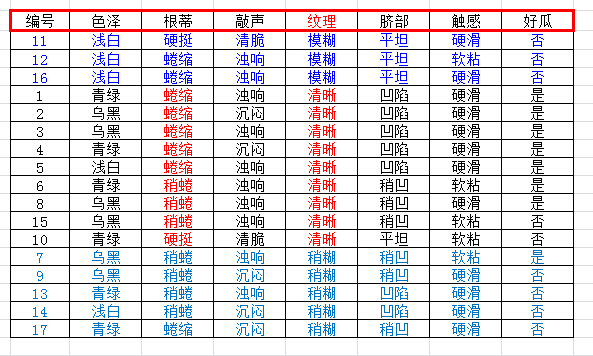 编号 色泽 根蒂 敲声 纹理 脐部 触感 好瓜
11 浅白 硬挺 清脆 模糊 平坦 硬滑 否
12 浅白 蜷缩 浊响 模糊 平坦 软粘 否
16 浅白 蜷缩 浊响 模糊 平坦 硬滑 否
1 青绿 蜷缩 浊响 清晰 凹陷 硬滑 是
2 乌黑 蜷缩 沉闷 清晰 凹陷 硬滑 是
3 乌黑 蜷缩 浊响 清晰 凹陷 硬滑 是
4 青绿 蜷缩 沉闷 清晰 凹陷 硬滑 是
5 浅白 蜷缩 浊响 清晰 凹陷 硬滑 是
6 青绿 稍蜷 浊响 清晰 稍凹 软粘 是
8 乌黑 稍蜷 浊响 清晰 稍凹 硬滑 是
15 乌黑 稍蜷 浊响 清晰 稍凹 软粘 否
10 青绿 硬挺 清脆 清晰 平坦 软粘 否
7 乌黑 稍蜷 浊响 稍糊 稍凹 软粘 是
9 乌黑 稍蜷 沉闷 稍糊 稍凹 硬滑 否
13 青绿 稍蜷 浊响 稍糊 凹陷 硬滑 否
14 浅白 稍蜷 沉闷 稍糊 凹陷 硬滑 否
17 青绿 蜷缩 沉闷 稍糊 稍凹 硬滑 否